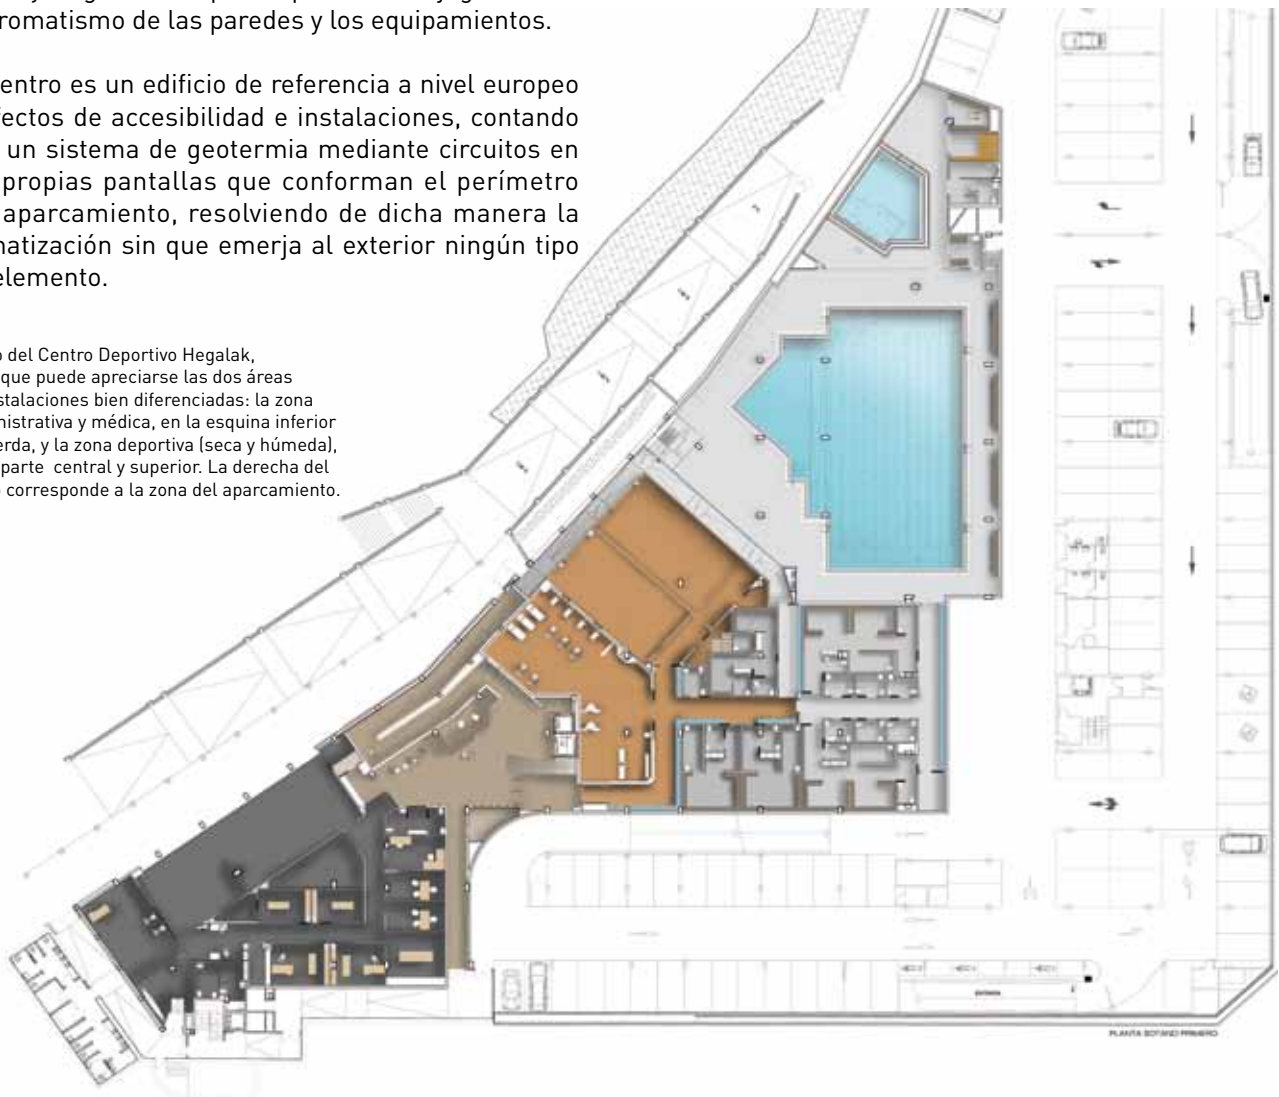 romatismo de las paredes y los equipamientos.
entro es un edificio de referencia a nivel europeo
fectos de accesibilidad e instalaciones, contando
un sistema de geotermia mediante circuitos en
propias pantallas que conforman el perímetro
aparcamiento, resolviendo de dicha manera la
matización sin que emerja al exterior ningún tipo
elemento.
o del Centro Deportivo Hegalak,
que puede apreciarse las dos áreas
stalaciones bien diferenciadas: la zona
nistrativa y médica, en la esquina inferior
erda, y la zona deportiva (seca y húmeda),
parte central y superior. La derecha del
o corresponde a la zona del aparcamiento.
PLANTA SOTANO PRIMERO